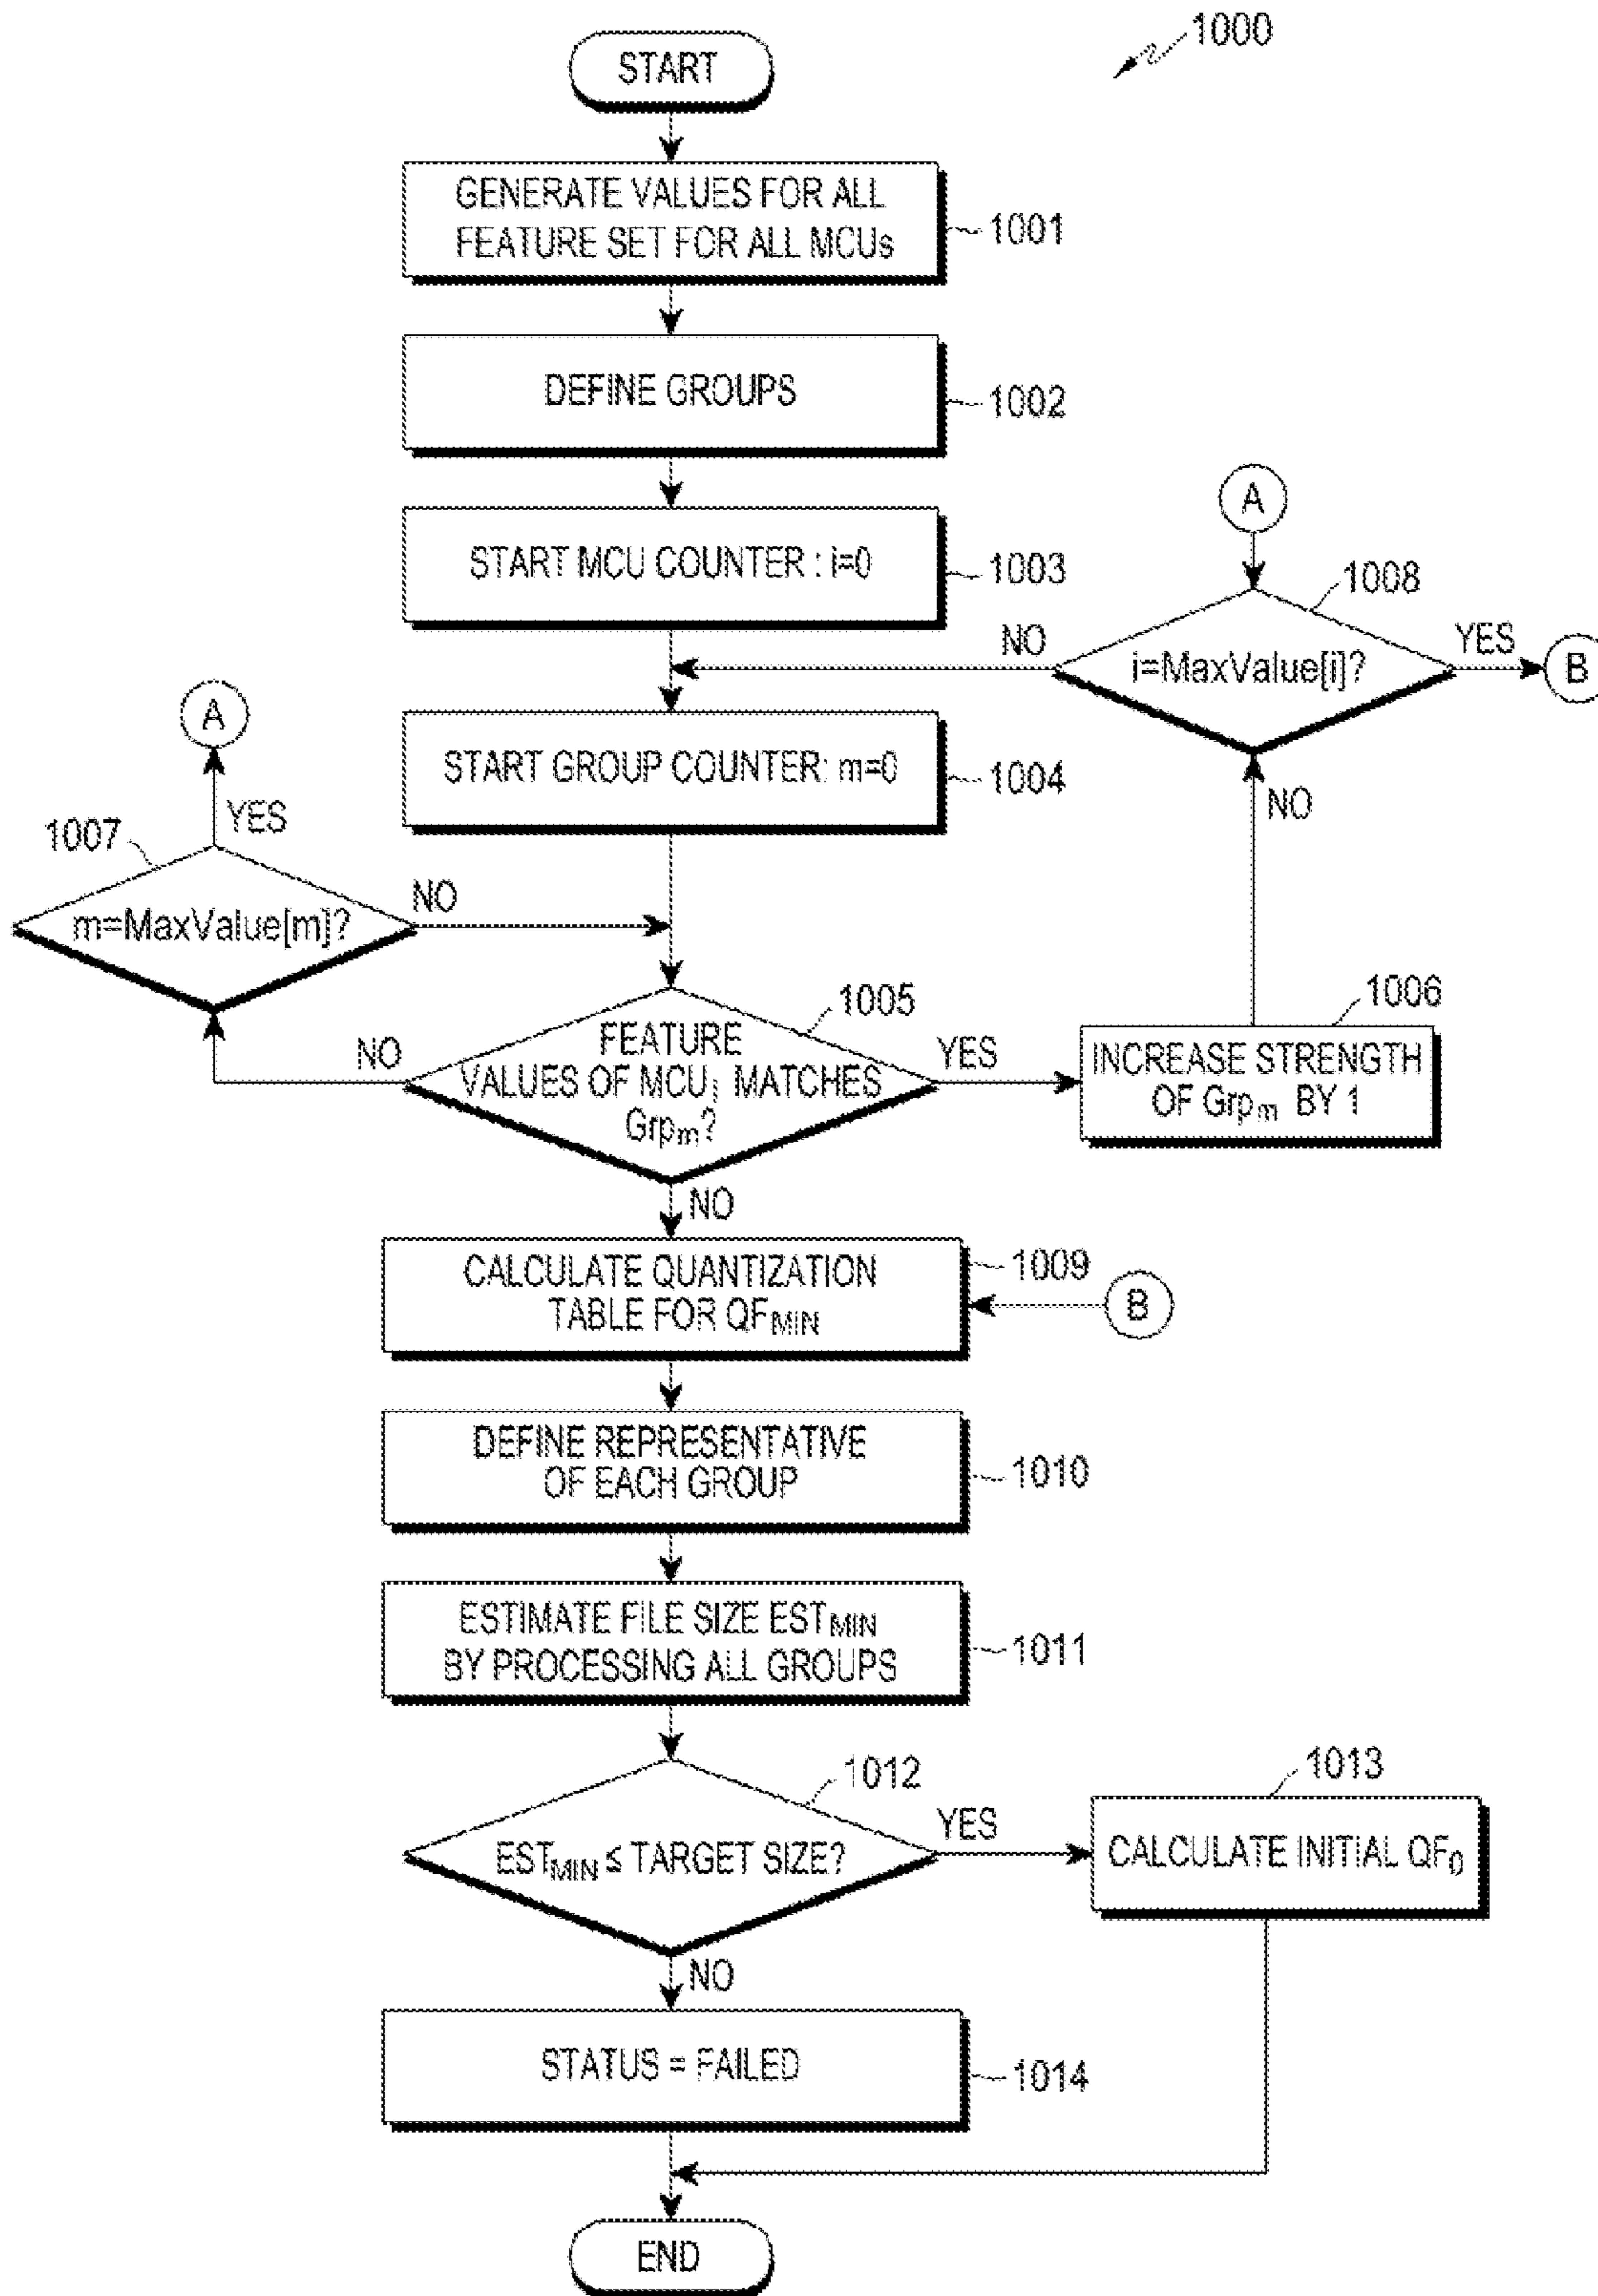 1000
START
GENERATE VALUES FOR ALL
FEATURE SET FOR ALL MCUs
1001
DEFINE GROUPS
1002
START MCU COUNTER : i=0
1003
A
1008
i=MaxValue[i]?
NO
YES
B
START GROUP COUNTER: m=0
1004
A
YES
1007
m=MaxValue[m]?
NO
NO
1005
FEATURE
VALUES OF MCUi MATCHES
Grpm?
NO
YES
1006
INCREASE STRENGTH
OF Grpm BY 1
NO
CALCULATE QUANTIZATION
TABLE FOR QFMIN
1009
B
DEFINE REPRESENTATIVE
OF EACH GROUP
1010
ESTIMATE FILE SIZE ESTMIN
BY PROCESSING ALL GROUPS
1011
1012
ESTMIN ≤ TARGET SIZE?
YES
1013
CALCULATE INITIAL QF0
NO
STATUS = FAILED
1014
END